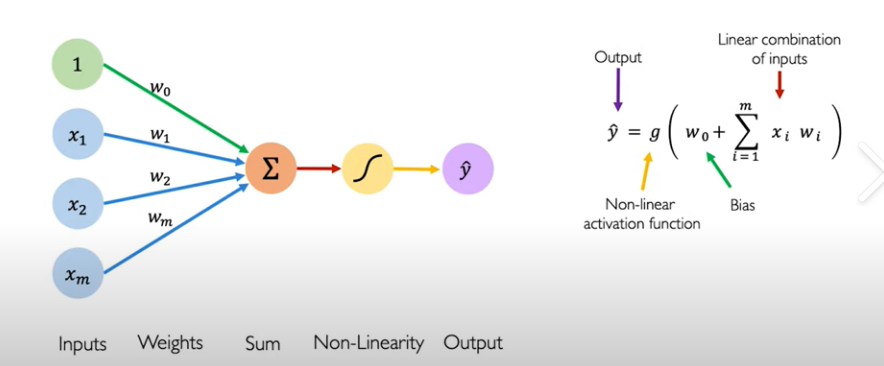 1
w₀
x₁
w₁
x₂
w₂
xₘ
wₘ
Σ
∫
ŷ
Inputs Weights Sum Non-Linearity Output
Output
Linear combination
of inputs
ŷ = g ( w₀ + ∑ᵢ₌₁ᵐ xᵢ wᵢ )
Non-linear
activation function
Bias